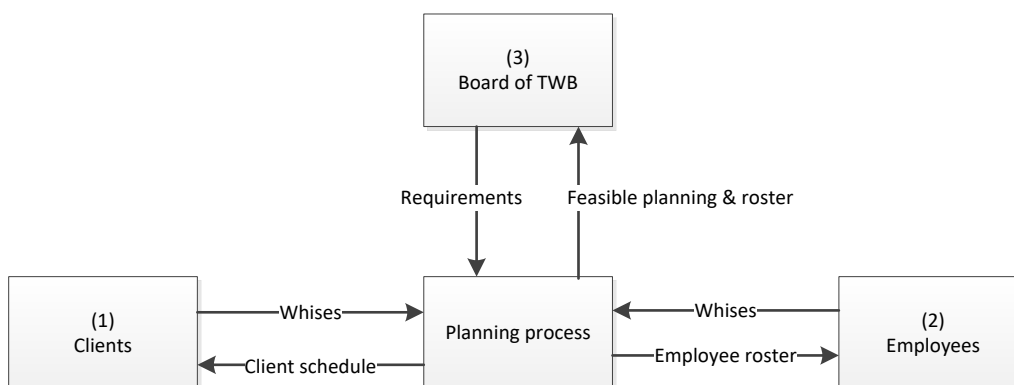 (3)
Board of TWB
Requirements
Feasible planning & roster
(1)
Clients
Whises
Client schedule
Planning process
Whises
Employee roster
(2)
Employees